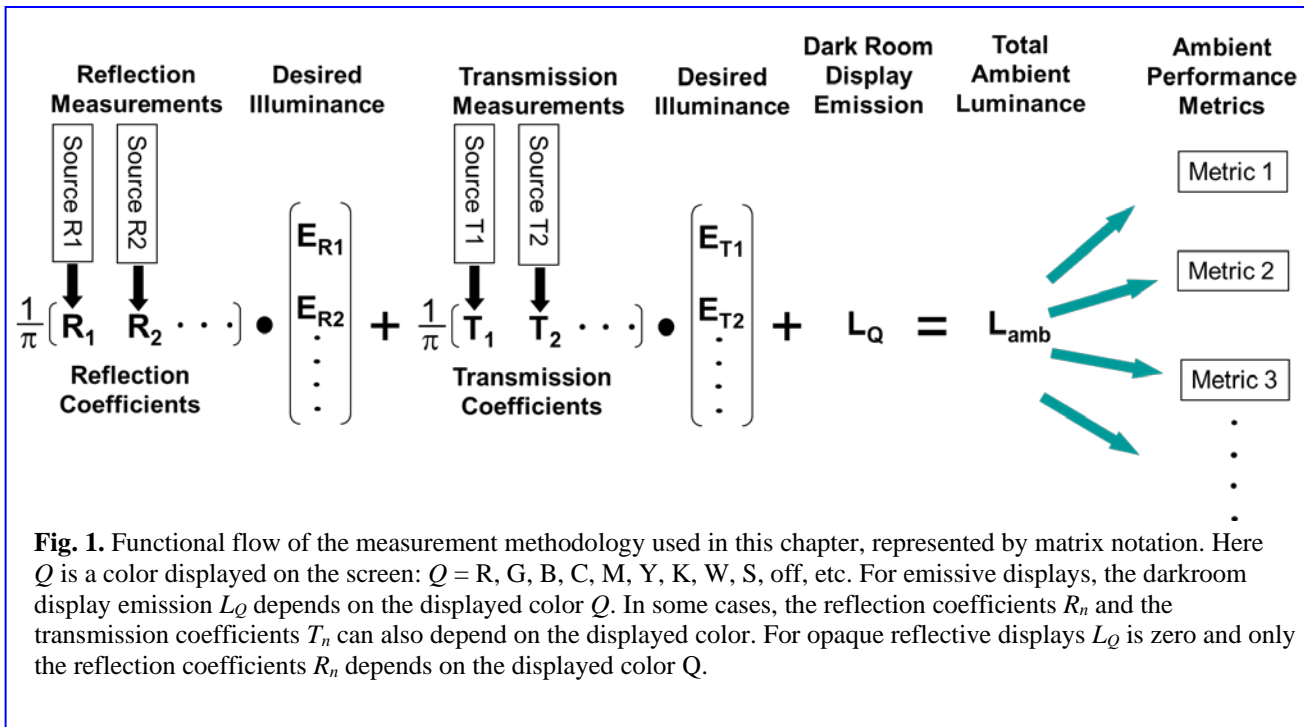 Reflection Measurements
Desired Illuminance
Transmission Measurements
Desired Illuminance
Dark Room Display Emission
Total Ambient Luminance
Ambient Performance Metrics
Source R1
Source R2
Source T1
Source T2
1/π [R₁ R₂ · · ·] • [E_R1 E_R2 · · · ·] + 1/π [T₁ T₂ · · ·] • [E_T1 E_T2 · · · ·] + L_Q = L_amb
Reflection Coefficients
Transmission Coefficients
Metric 1
Metric 2
Metric 3
· · · ·
Fig. 1. Functional flow of the measurement methodology used in this chapter, represented by matrix notation. Here
Q is a color displayed on the screen: Q = R, G, B, C, M, Y, K, W, S, off, etc. For emissive displays, the darkroom
display emission L_Q depends on the displayed color Q. In some cases, the reflection coefficients R_n and the
transmission coefficients T_n can also depend on the displayed color. For opaque reflective displays L_Q is zero and only
the reflection coefficients R_n depends on the displayed color Q.